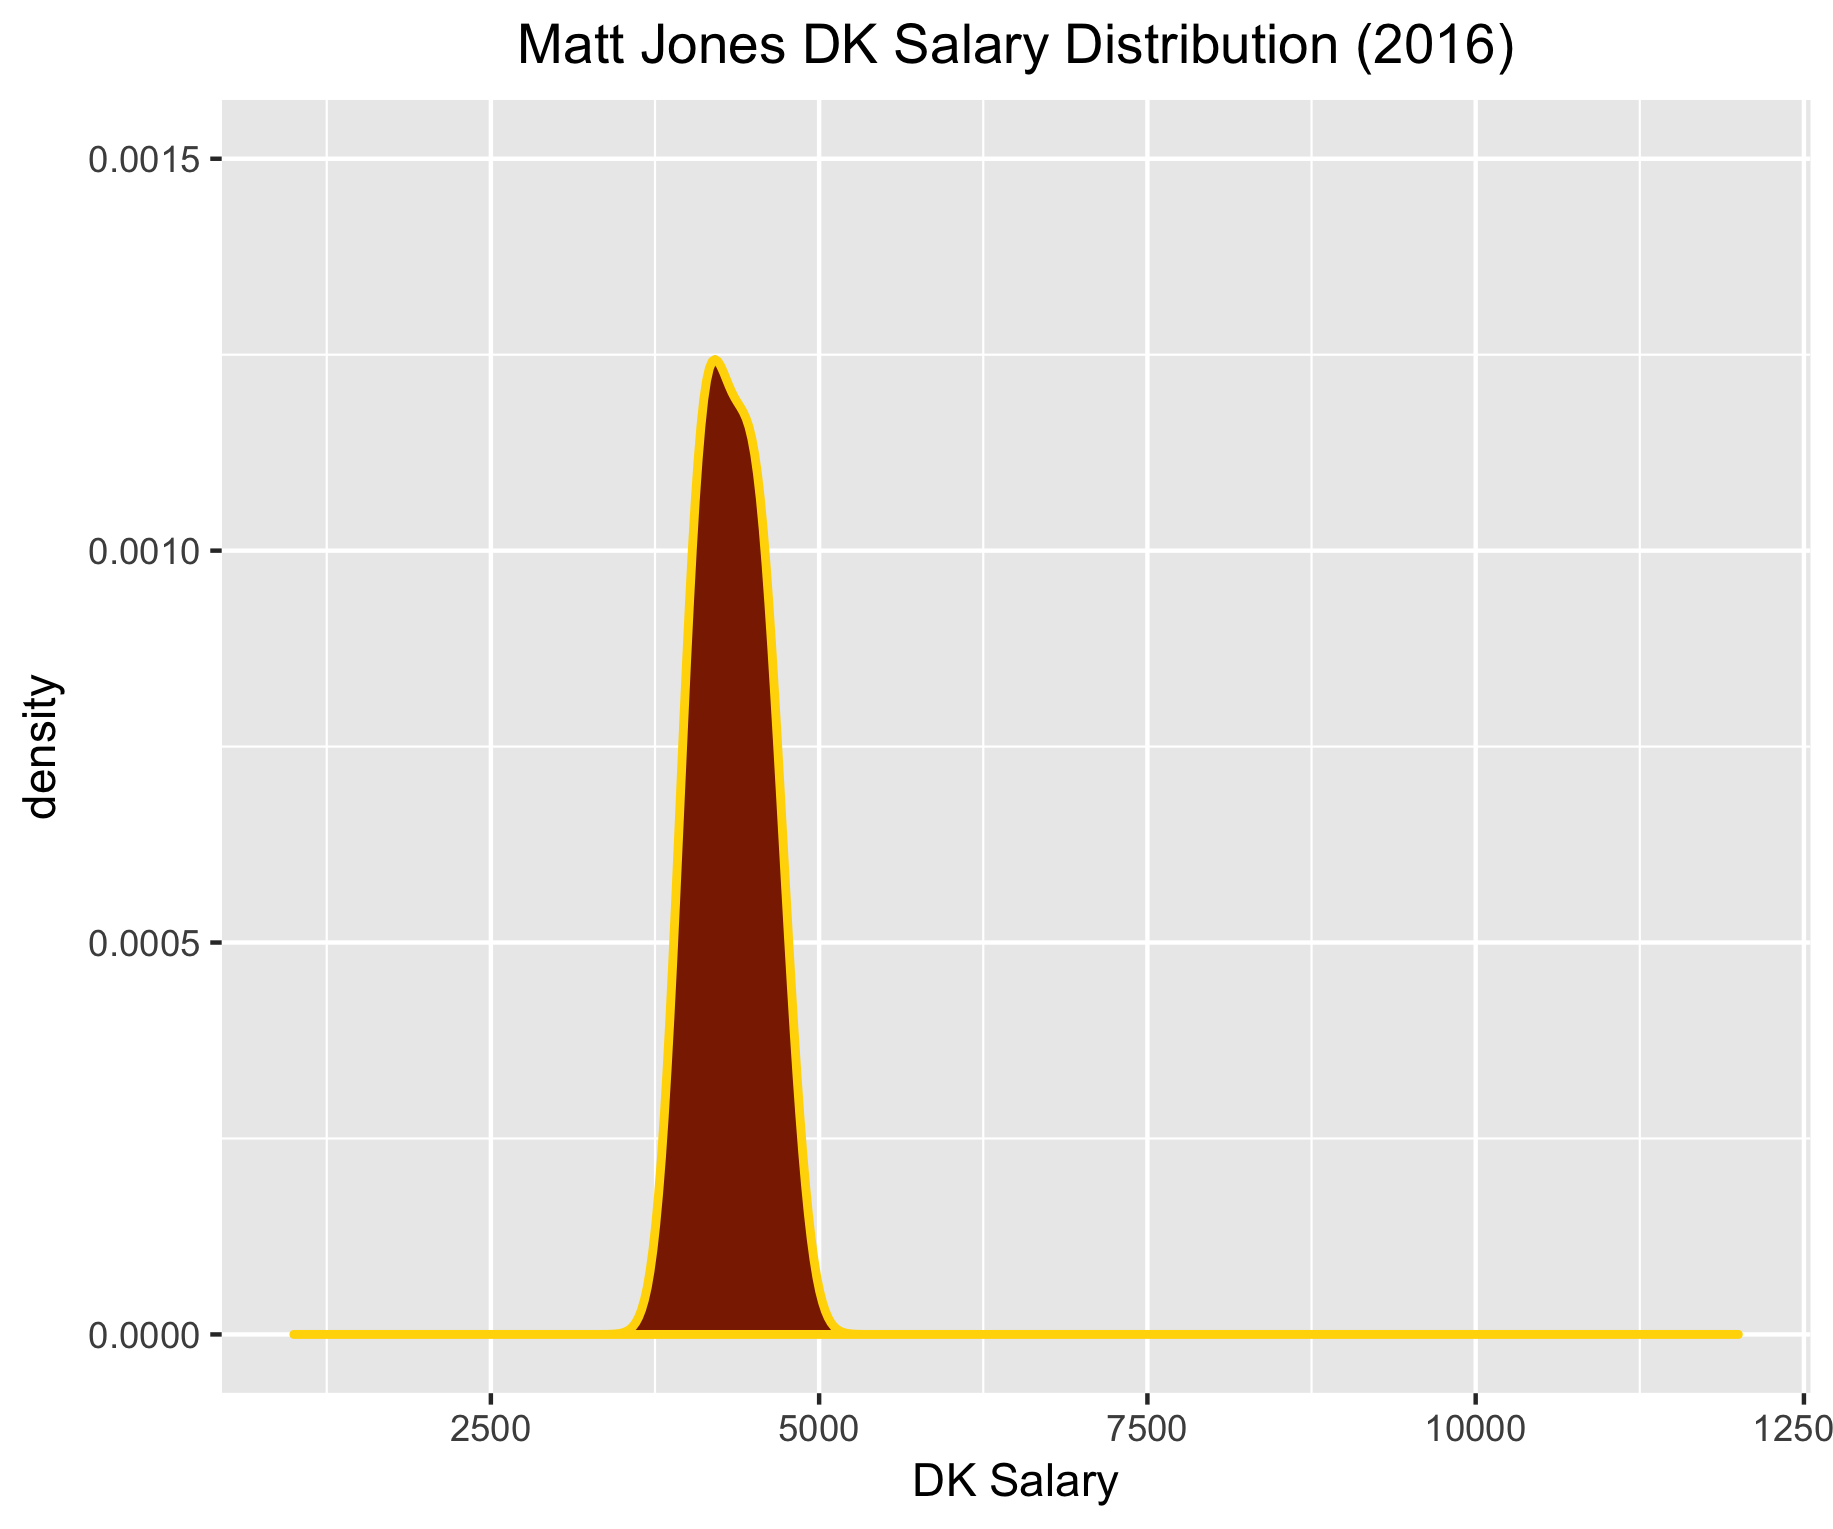 Matt Jones DK Salary Distribution (2016)
0.0015
0.0010
0.0005
0.0000
density
2500 5000 7500 10000 1250
DK Salary